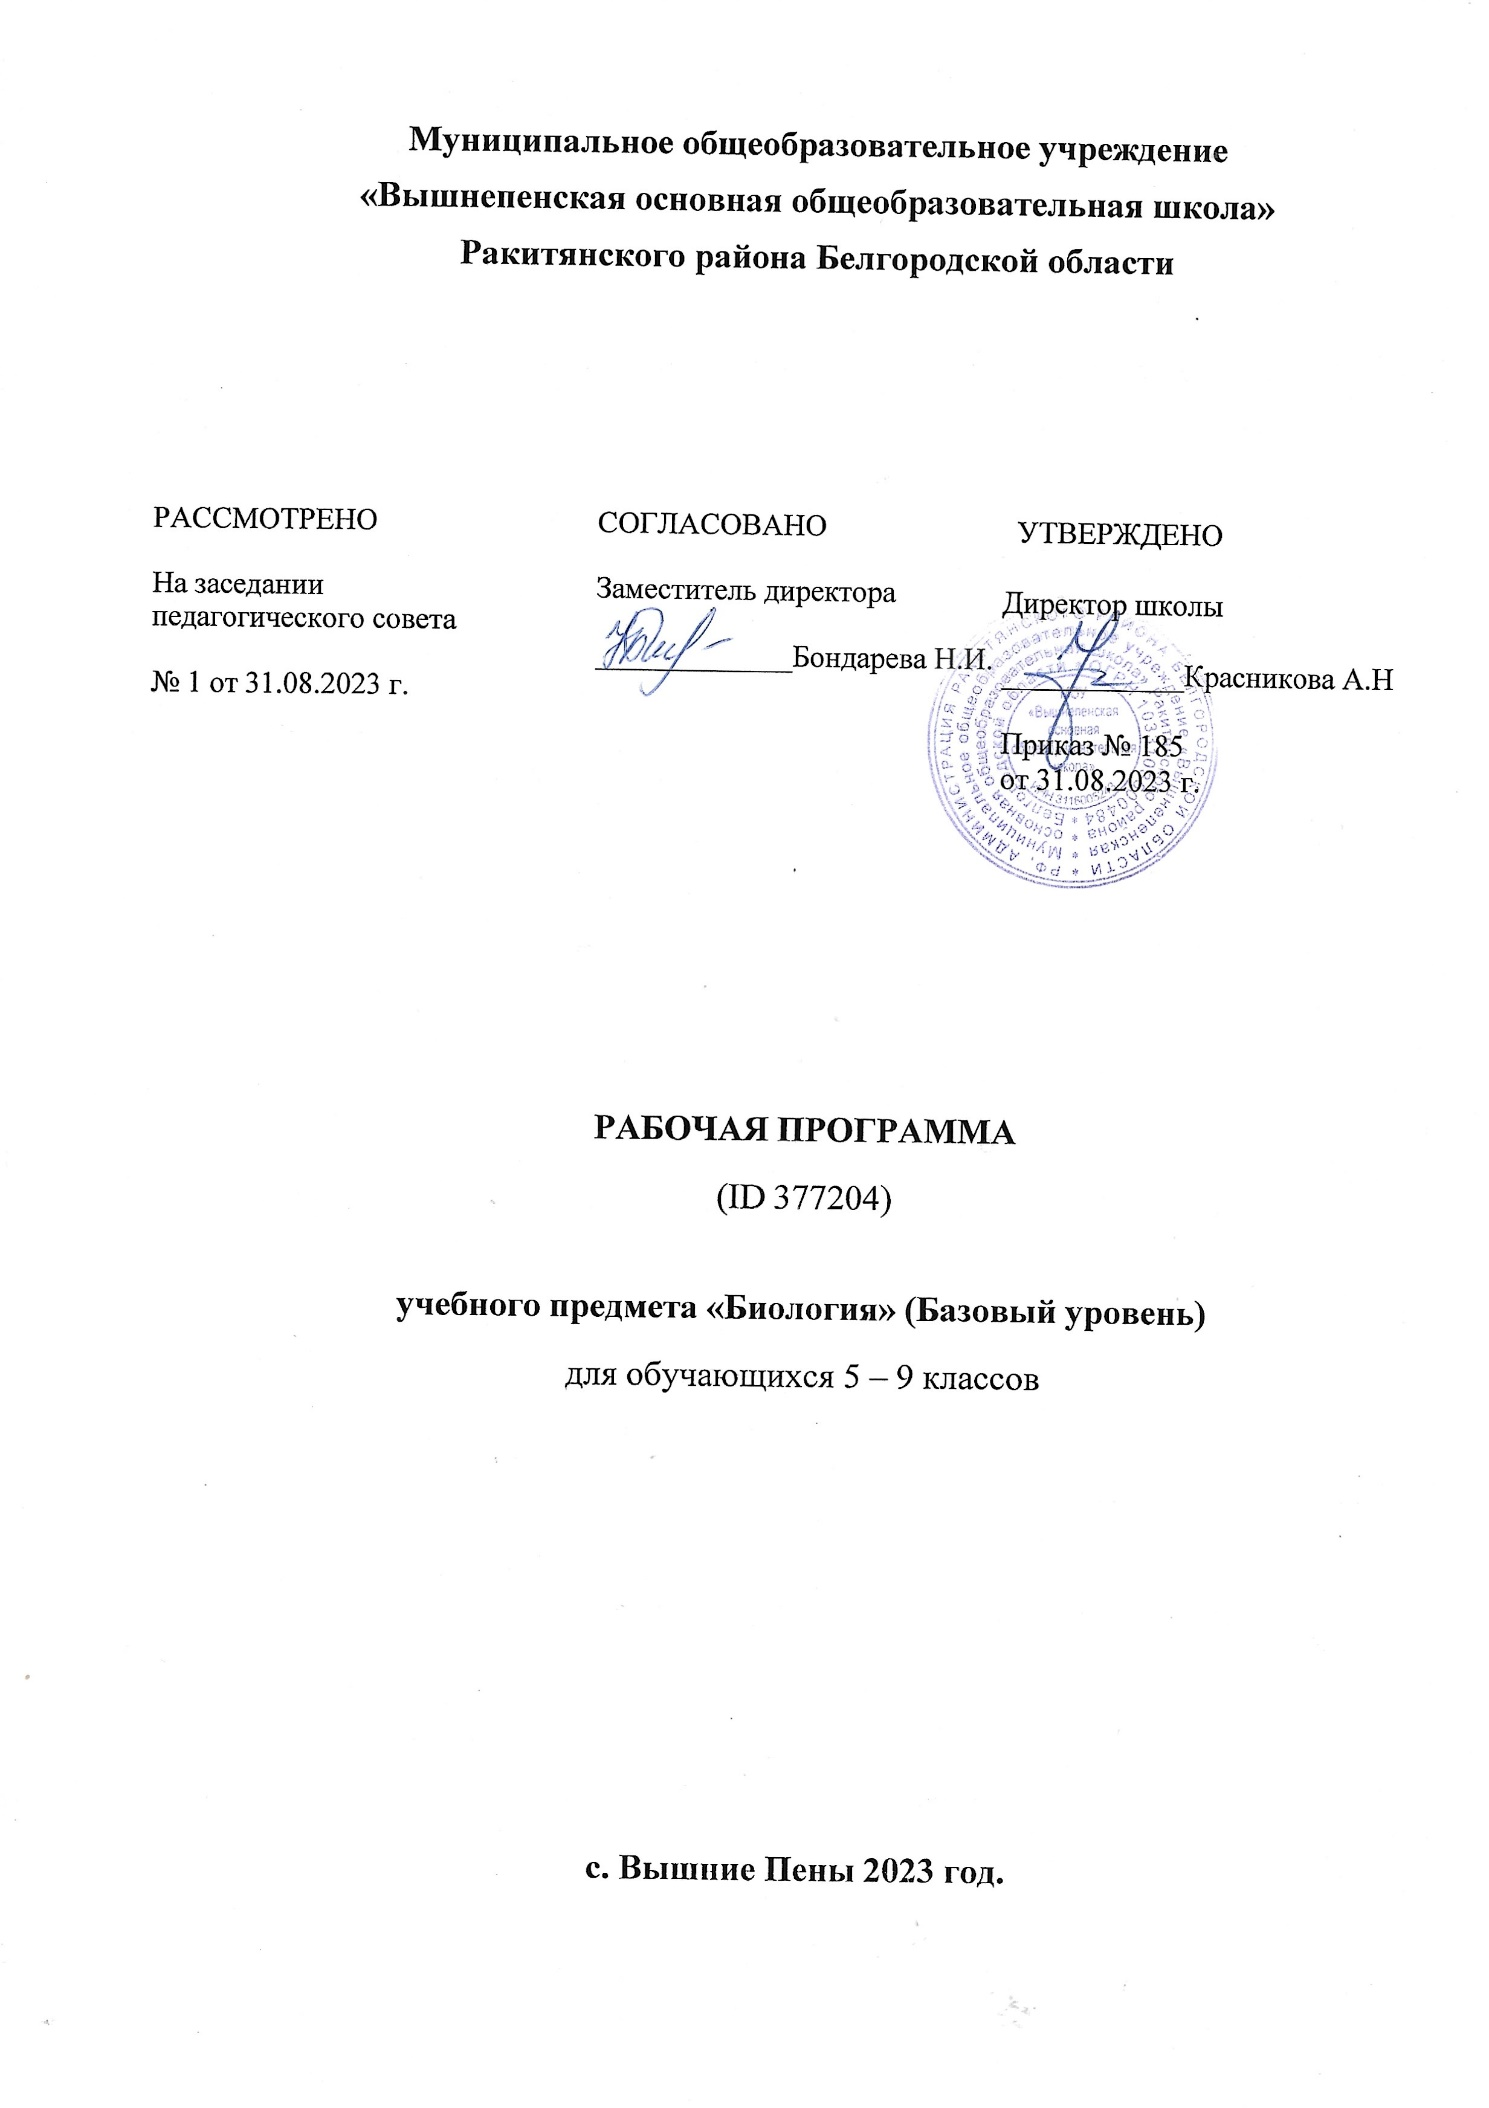 Муниципальное общеобразовательное учреждение
«Вышнепенская основная общеобразовательная школа»
Ракитянского района Белгородской области
РАССМОТРЕНО
На заседании
педагогического совета
№ 1 от 31.08.2023 г.
СОГЛАСОВАНО
Заместитель директора
Бондарева Н.И.
УТВЕРЖДЕНО
Директор школы
Красникова А.Н
Приказ № 185
от 31.08.2023 г.
РАБОЧАЯ ПРОГРАММА
(ID 377204)
учебного предмета «Биология» (Базовый уровень)
для обучающихся 5 – 9 классов
с. Вышние Пены 2023 год.